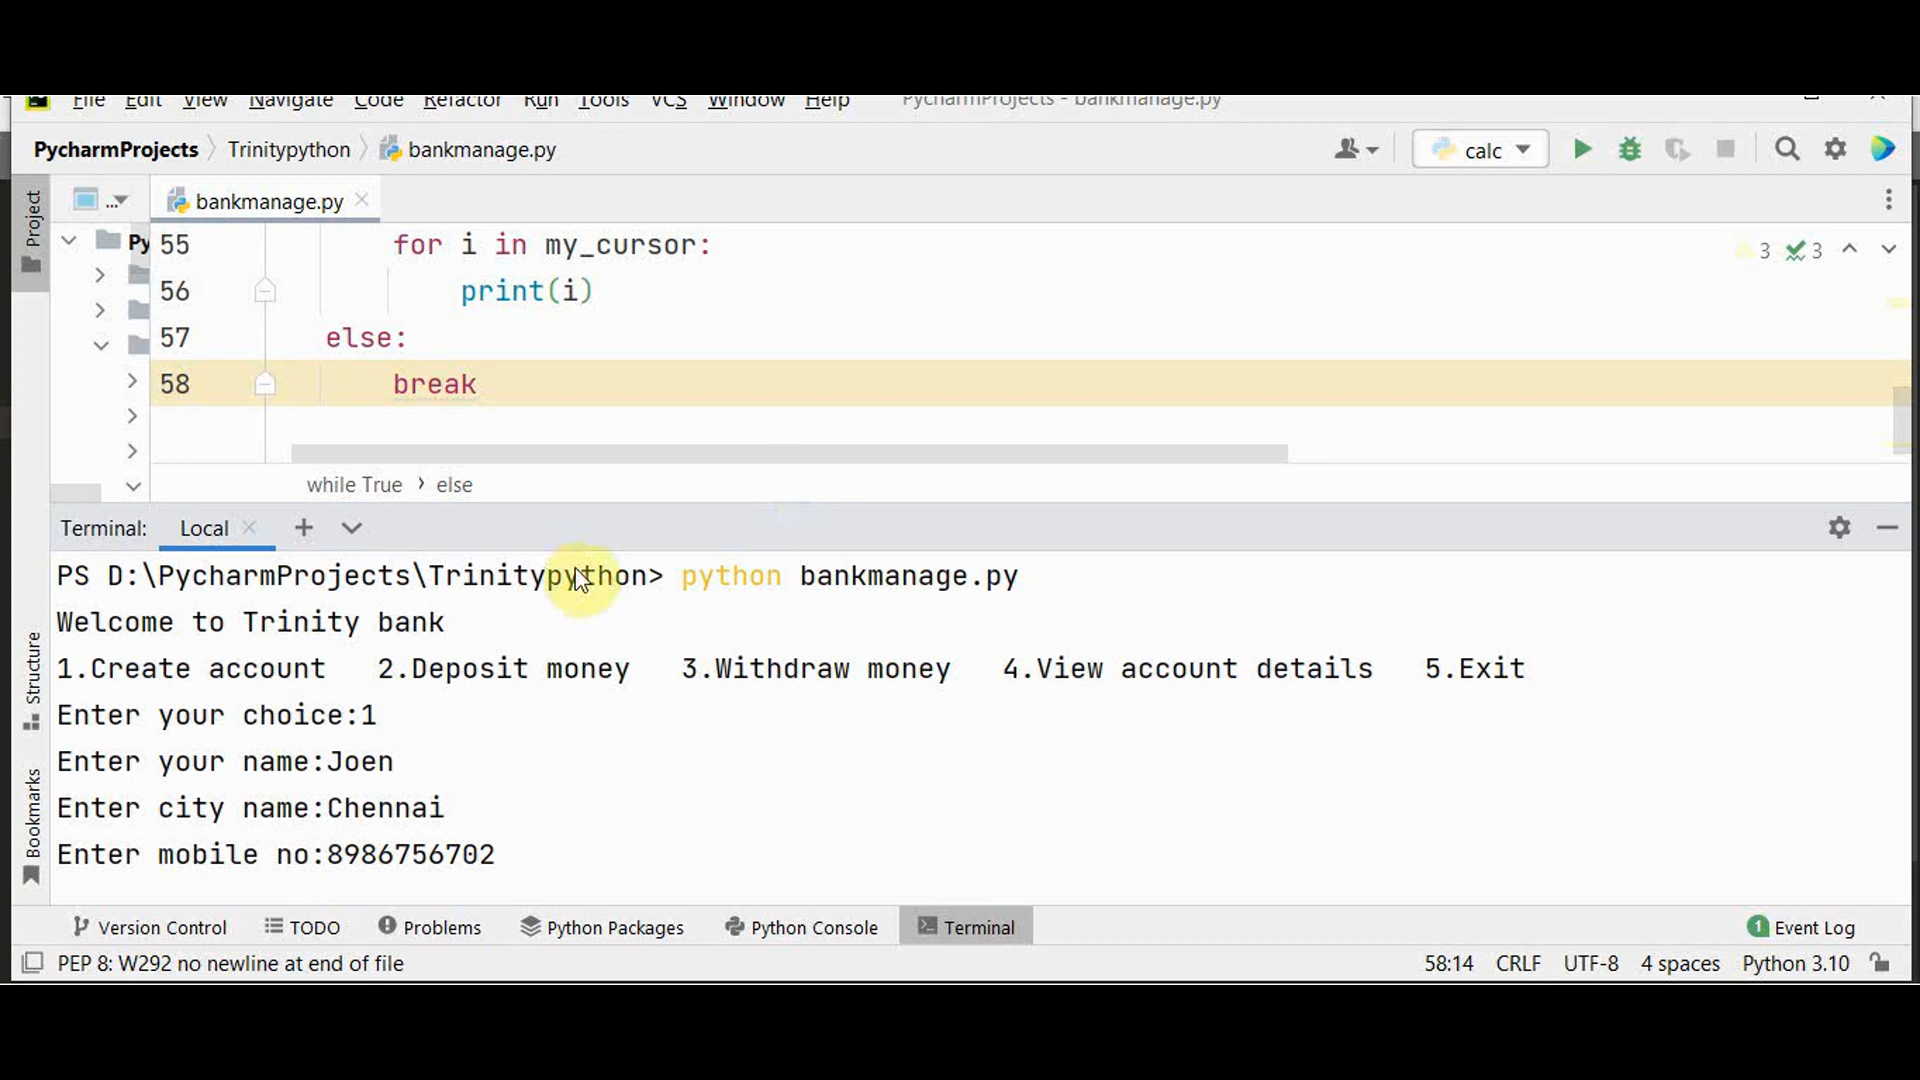 File Edit View Navigate Code Refactor Run Tools VCS Window Help PycharmProjects - bankmanage.py
PycharmProjects Trinitypython bankmanage.py calc
Project ... bankmanage.py
Py 55 for i in my_cursor: 3 3
56 print(i)
57 else:
58 break
while True › else
Terminal: Local
PS D:\PycharmProjects\Trinitypython> python bankmanage.py
Welcome to Trinity bank
1.Create account 2.Deposit money 3.Withdraw money 4.View account details 5.Exit
Enter your choice:1
Enter your name:Joen
Enter city name:Chennai
Enter mobile no:8986756702
Structure
Bookmarks
Version Control TODO Problems Python Packages Python Console Terminal 1 Event Log
PEP 8: W292 no newline at end of file 58:14 CRLF UTF-8 4 spaces Python 3.10